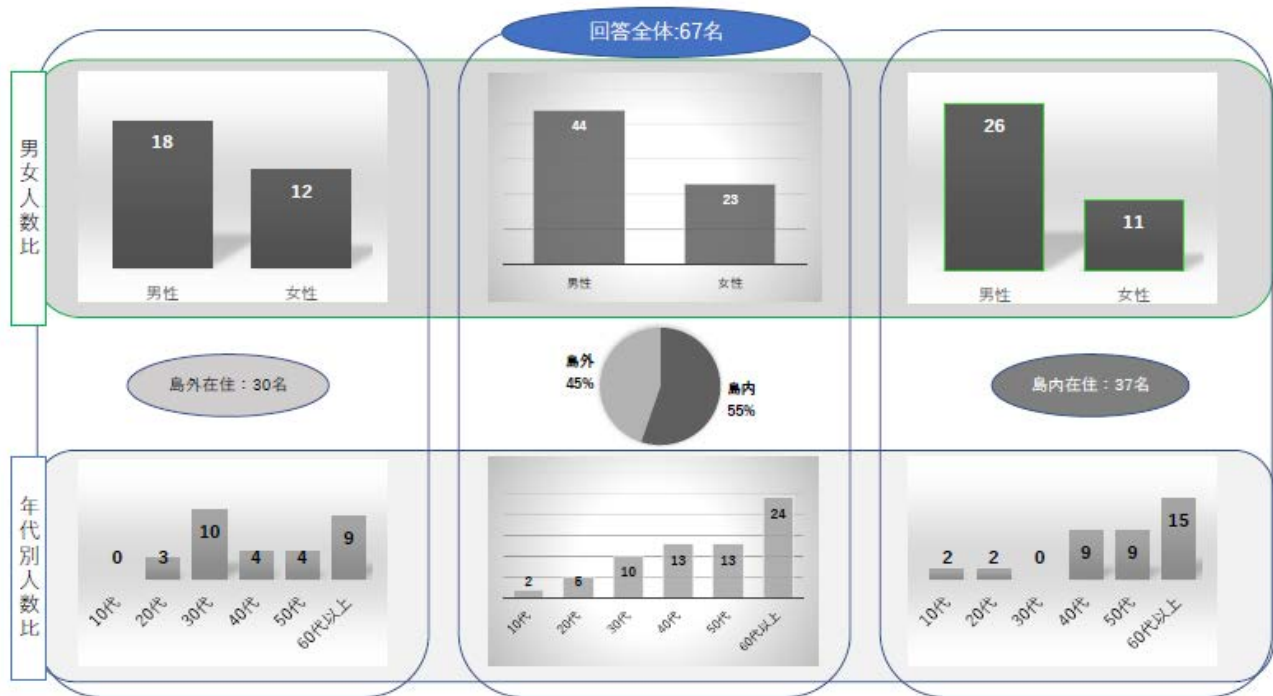 回答全体:67名
男女人数比
18
12
男性
女性
44
23
男性
女性
26
11
男性
女性
島外在住：30名
島外
45%
島内
55%
島内在住：37名
年代別人数比
0
3
10
4
4
9
10代
20代
30代
40代
50代
60代以上
2
5
10
13
13
24
10代
20代
30代
40代
50代
60代以上
2
2
0
9
9
15
10代
20代
30代
40代
50代
60代以上